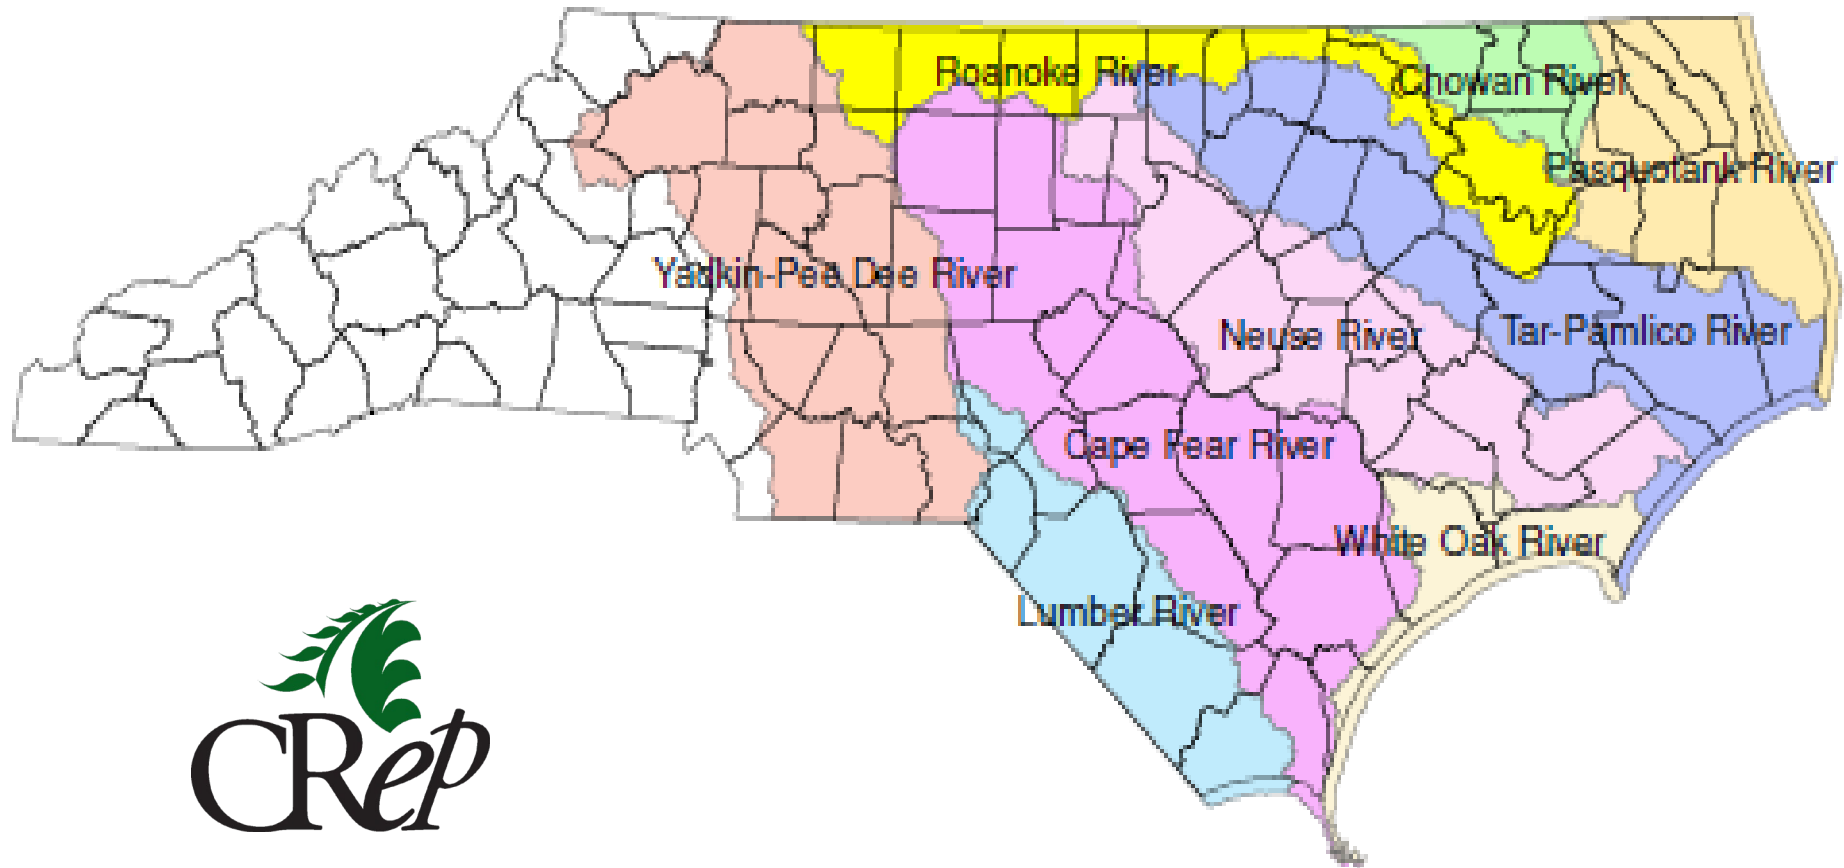 Roanoke River
Chowan River
Pasquotank River
Yadkin-Pee Dee River
Neuse River
Tar-Pamlico River
Cape Fear River
White Oak River
Lumber River
CRep